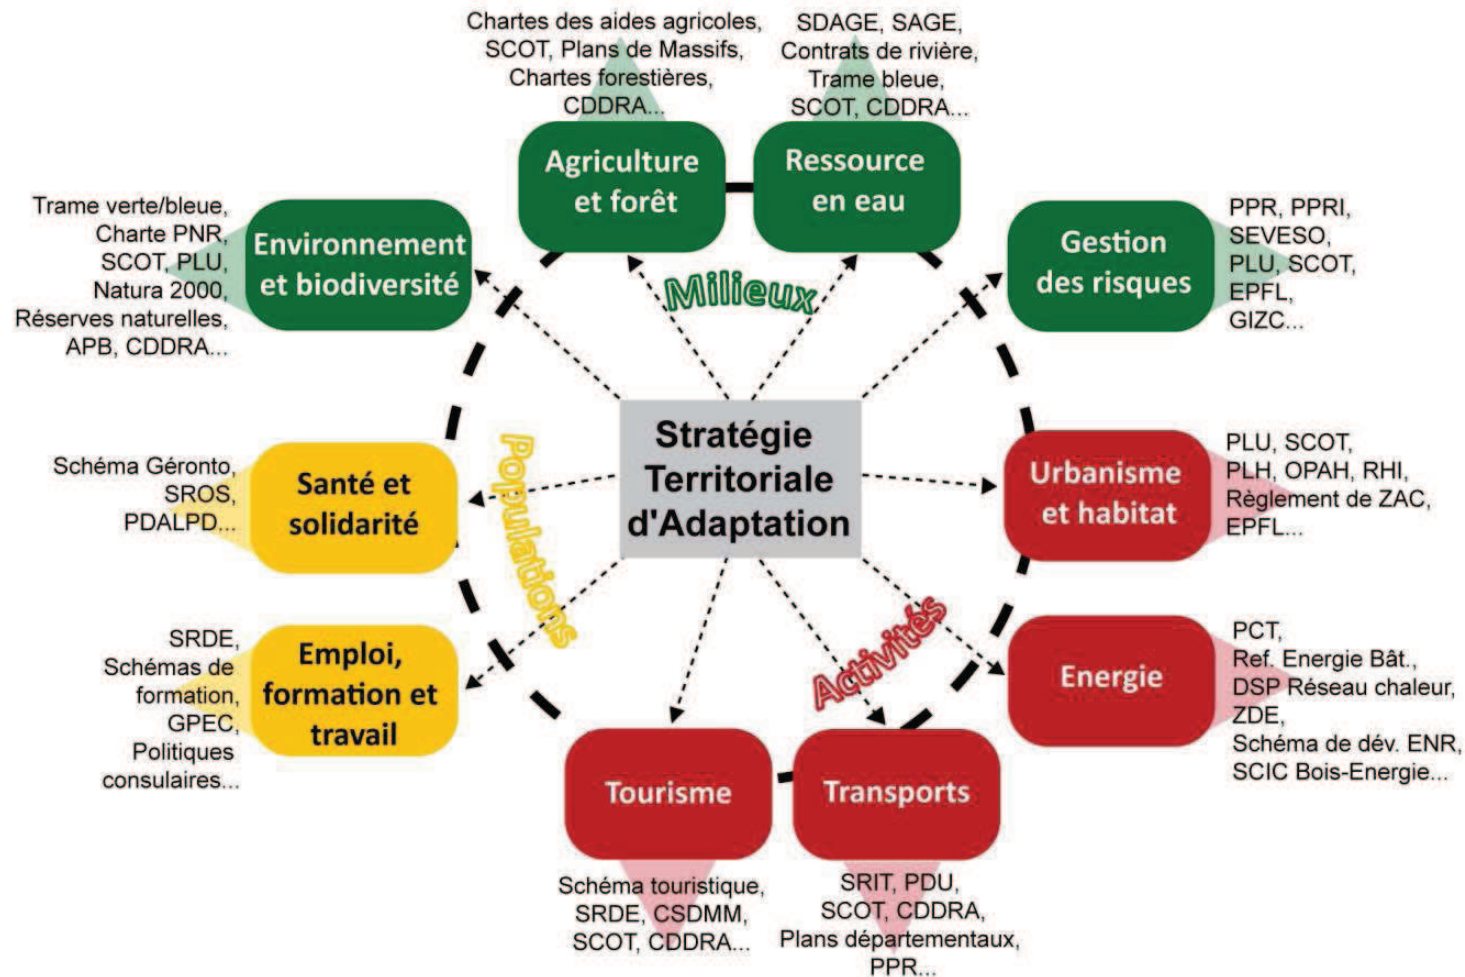 Chartes des aides agricoles,
SCOT, Plans de Massifs,
Chartes forestières,
CDDRA...
SDAGE, SAGE,
Contrats de rivière,
Trame bleue,
SCOT, CDDRA...
Agriculture
et forêt
Ressource
en eau
Trame verte/bleue,
Charte PNR,
SCOT, PLU,
Natura 2000,
Réserves naturelles,
APB, CDDRA...
Environnement
et biodiversité
Milieux
Gestion
des risques
PPR, PPRI,
SEVESO,
PLU, SCOT,
EPFL,
GIZC...
Stratégie
Territoriale
d'Adaptation
Schéma Géronto,
SROS,
PDALPD...
Santé et
solidarité
Populations
Urbanisme
et habitat
PLU, SCOT,
PLH, OPAH, RHI,
Règlement de ZAC,
EPFL...
SRDE,
Schémas de
formation,
GPEC,
Politiques
consulaires...
Emploi,
formation et
travail
Activités
Energie
PCT,
Ref. Energie Bât.,
DSP Réseau chaleur,
ZDE,
Schéma de dév. ENR,
SCIC Bois-Energie...
Tourisme
Transports
Schéma touristique,
SRDE, CSDMM,
SCOT, CDDRA...
SRIT, PDU,
SCOT, CDDRA,
Plans départementaux,
PPR...